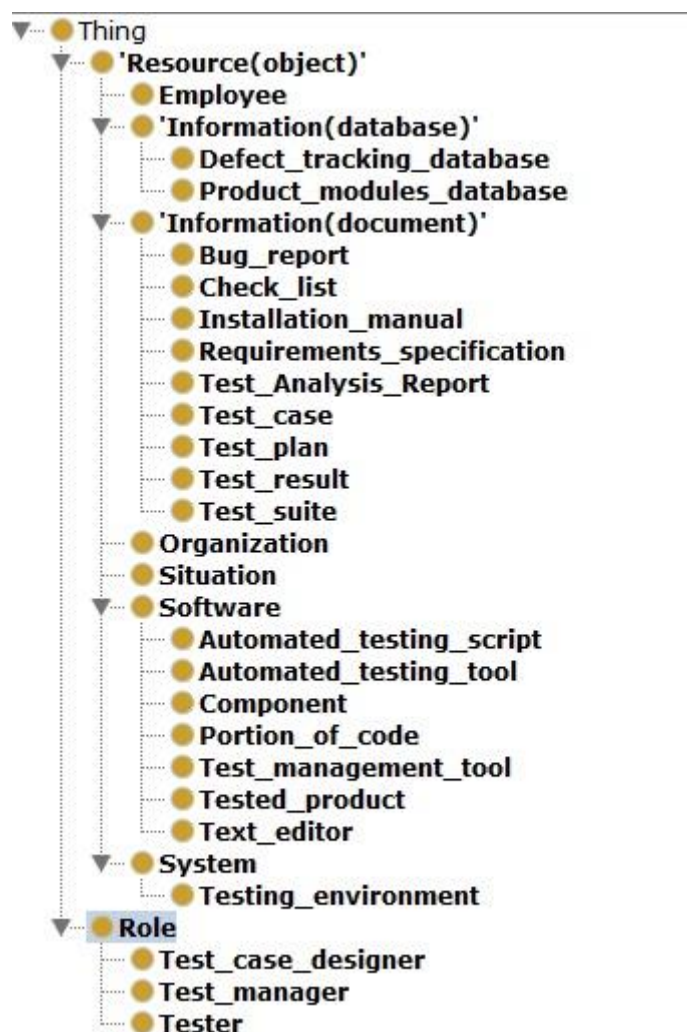 Thing
'Resource(object)'
Employee
'Information(database)'
Defect_tracking_database
Product_modules_database
'Information(document)'
Bug_report
Check_list
Installation_manual
Requirements_specification
Test_Analysis_Report
Test_case
Test_plan
Test_result
Test_suite
Organization
Situation
Software
Automated_testing_script
Automated_testing_tool
Component
Portion_of_code
Test_management_tool
Tested_product
Text_editor
System
Testing_environment
Role
Test_case_designer
Test_manager
Tester